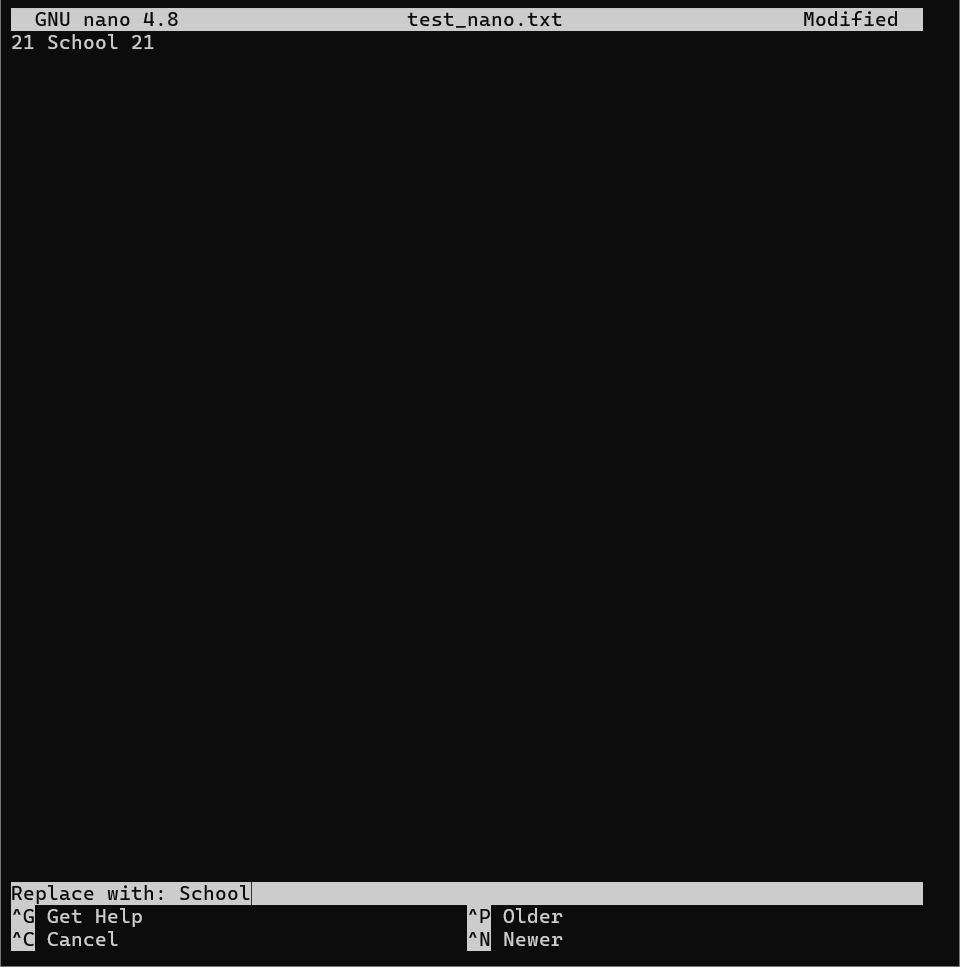 GNU nano 4.8 test_nano.txt Modified
21 School 21
Replace with: School
^G Get Help ^P Older
^C Cancel ^N Newer